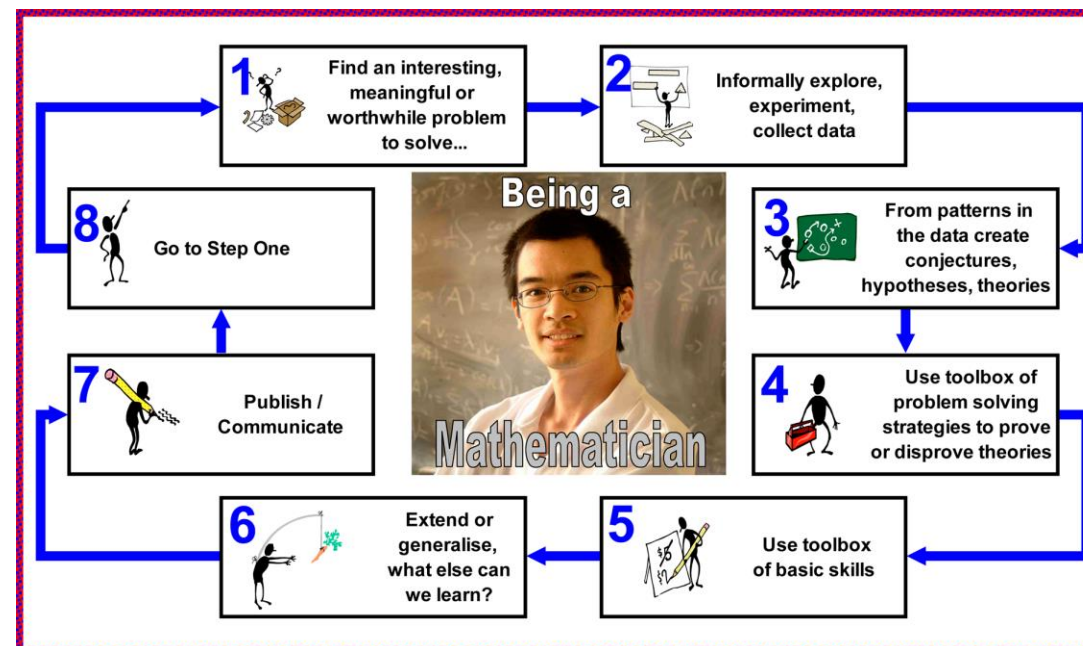 1
Find an interesting,
meaningful or
worthwhile problem
to solve...
2
Informally explore,
experiment,
collect data
3
From patterns in
the data create
conjectures,
hypotheses, theories
4
Use toolbox of
problem solving
strategies to prove
or disprove theories
5
Use toolbox
of basic skills
6
Extend or
generalise,
what else can
we learn?
7
Publish /
Communicate
8
Go to Step One
Being a
Mathematician